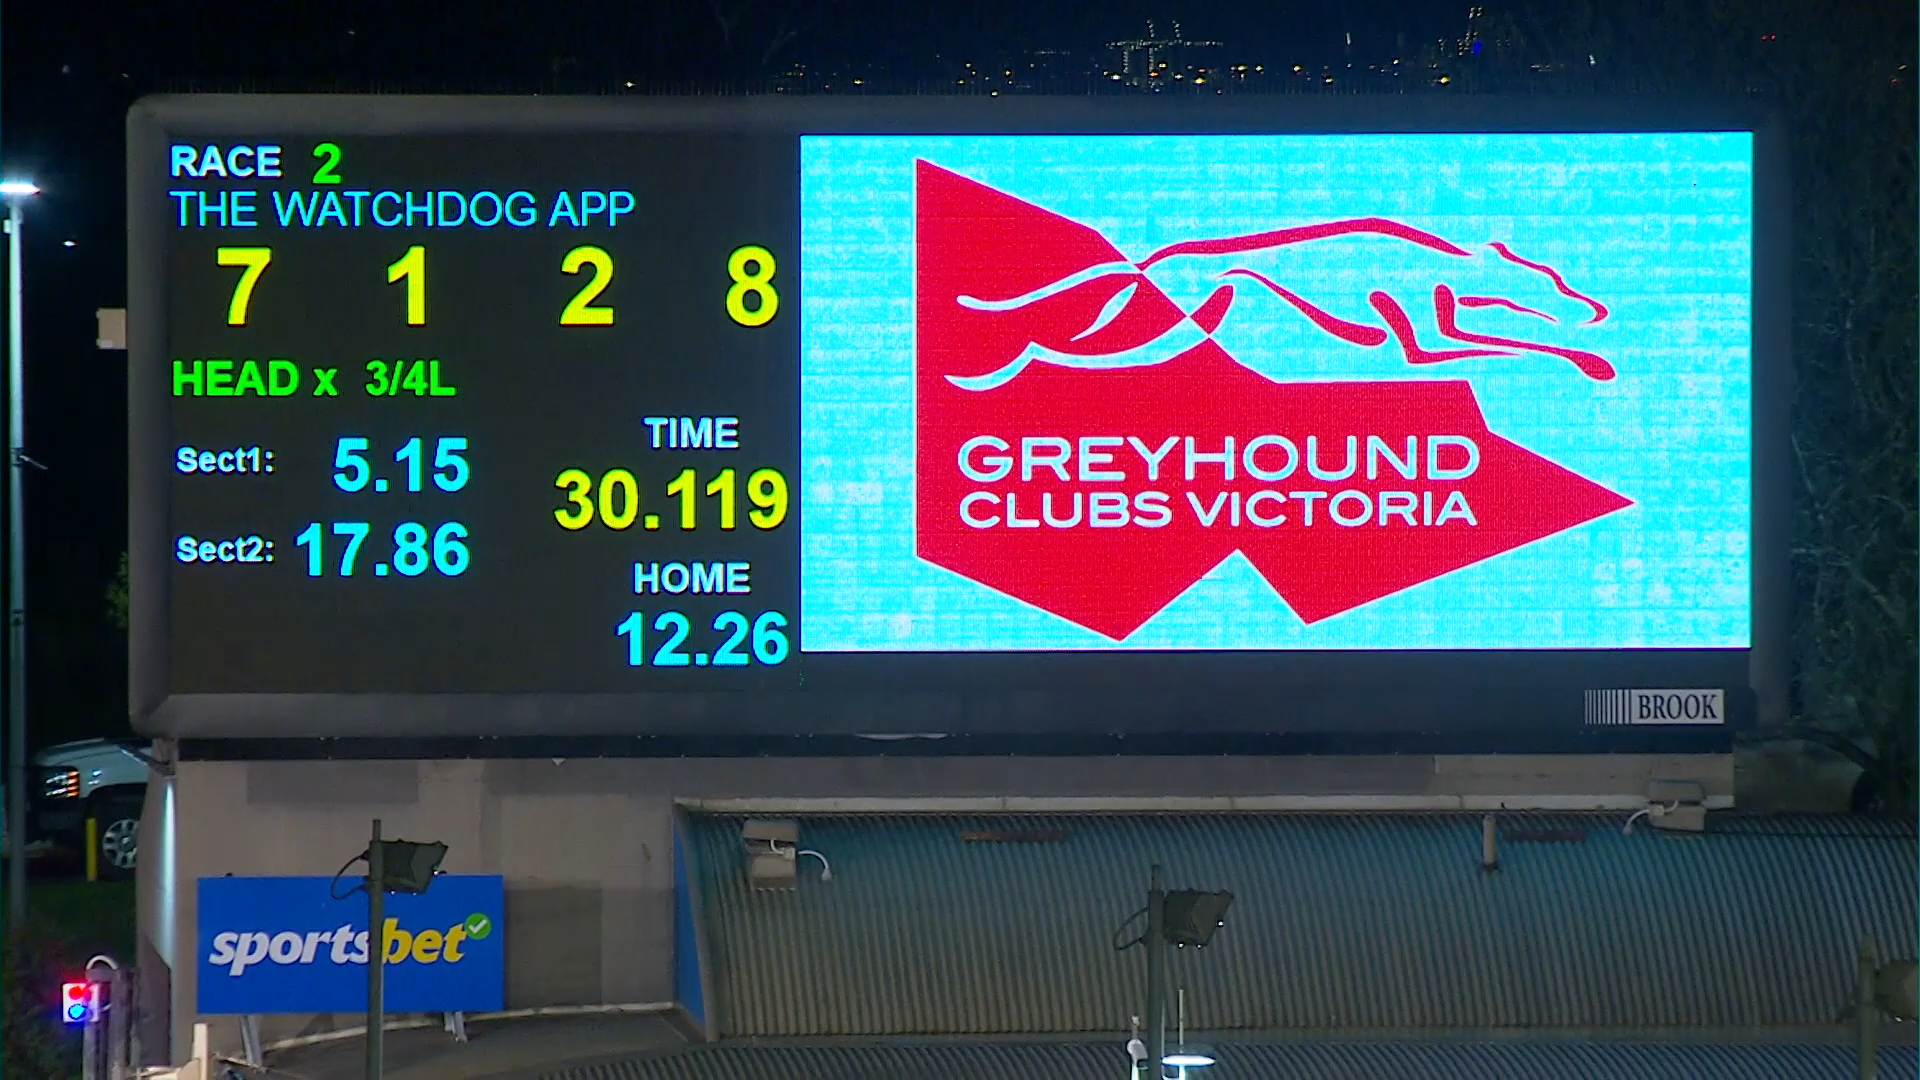 RACE 2
THE WATCHDOG APP
7 1 2 8
HEAD x 3/4L
Sect1: 5.15
Sect2: 17.86
TIME
30.119
HOME
12.26
GREYHOUND
CLUBS VICTORIA
BROOK
sportsbet